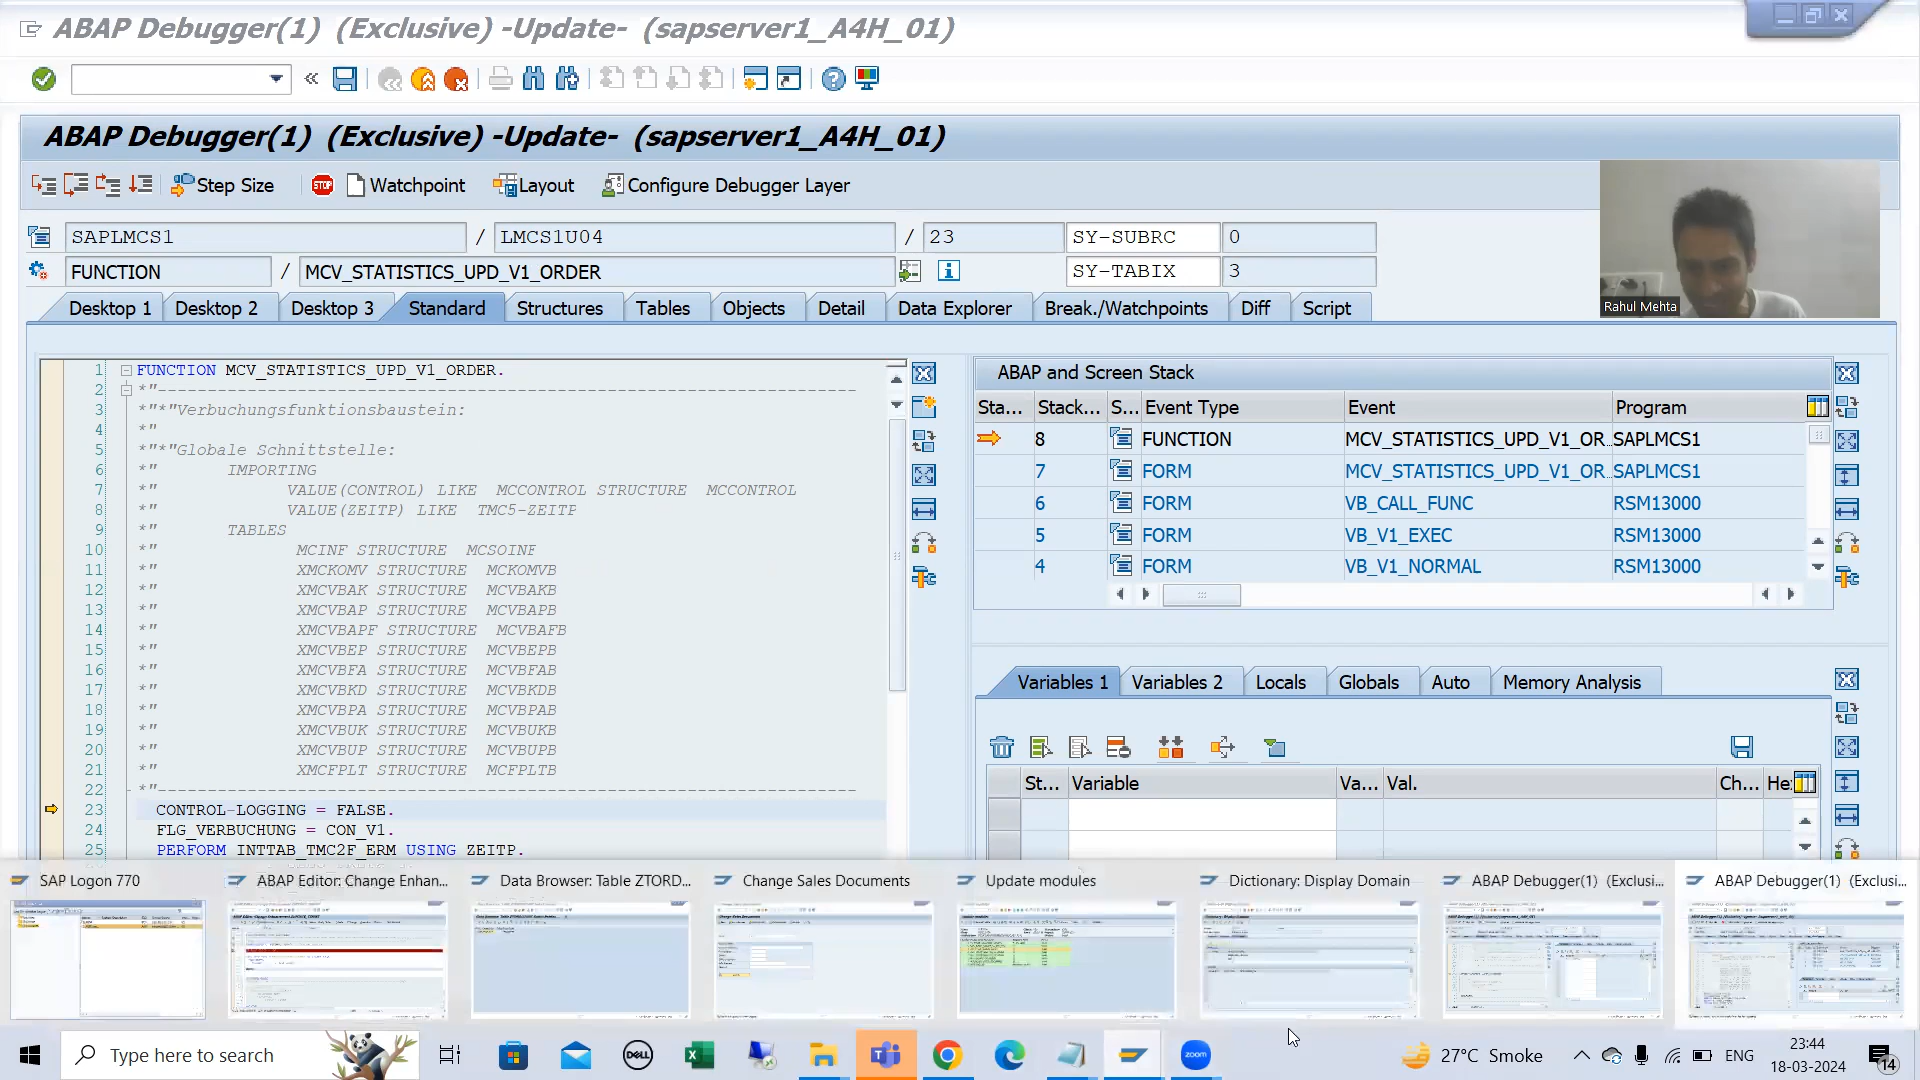 ABAP Debugger(1) (Exclusive) -Update- (sapserver1_A4H_01)
ABAP Debugger(1) (Exclusive) -Update- (sapserver1_A4H_01)
Step Size
STOP
Watchpoint
Layout
Configure Debugger Layer
SAPLMCS1 / LMCS1U04 / 23 SY-SUBRC 0
FUNCTION / MCV_STATISTICS_UPD_V1_ORDER SY-TABIX 3
Rahul Mehta
Desktop 1 Desktop 2 Desktop 3 Standard Structures Tables Objects Detail Data Explorer Break./Watchpoints Diff Script
1 FUNCTION MCV_STATISTICS_UPD_V1_ORDER.
2 *"----------------------------------------------------------------------
3 *"*"Verbuchungsfunktionsbaustein:
4 *"
5 *"*"Globale Schnittstelle:
6 *" IMPORTING
7 *" VALUE(CONTROL) LIKE MCCONTROL STRUCTURE MCCONTROL
8 *" VALUE(ZEITP) LIKE TMC5-ZEITP
9 *" TABLES
10 *" MCINF STRUCTURE MCSOINF
11 *" XMCKOMV STRUCTURE MCKOMVB
12 *" XMCVBAK STRUCTURE MCVBAKB
13 *" XMCVBAP STRUCTURE MCVBAPB
14 *" XMCVBAPF STRUCTURE MCVBAFB
15 *" XMCVBEP STRUCTURE MCVBEPB
16 *" XMCVBFA STRUCTURE MCVBFAB
17 *" XMCVBKD STRUCTURE MCVBKDB
18 *" XMCVBPA STRUCTURE MCVBPAB
19 *" XMCVBUK STRUCTURE MCVBUKB
20 *" XMCVBUP STRUCTURE MCVBUPB
21 *" XMCFPLT STRUCTURE MCFPLTB
22 *"----------------------------------------------------------------------
23 CONTROL-LOGGING = FALSE.
24 FLG_VERBUCHUNG = CON_V1.
25 PERFORM INTTAB_TMC2F_ERM USING ZEITP.
ABAP and Screen Stack
Sta... Stack... S... Event Type Event Program
8 FUNCTION MCV_STATISTICS_UPD_V1_OR... SAPLMCS1
7 FORM MCV_STATISTICS_UPD_V1_OR... SAPLMCS1
6 FORM VB_CALL_FUNC RSM13000
5 FORM VB_V1_EXEC RSM13000
4 FORM VB_V1_NORMAL RSM13000
Variables 1 Variables 2 Locals Globals Auto Memory Analysis
St... Variable Va... Val. Ch... He
SAP Logon 770
ABAP Editor: Change Enhan...
Data Browser: Table ZTORD...
Change Sales Documents
Update modules
Dictionary: Display Domain
ABAP Debugger(1) (Exclusi...
ABAP Debugger(1) (Exclusi...
Type here to search
DELL
zoom
27°C Smoke
ENG
23:44
18-03-2024
14